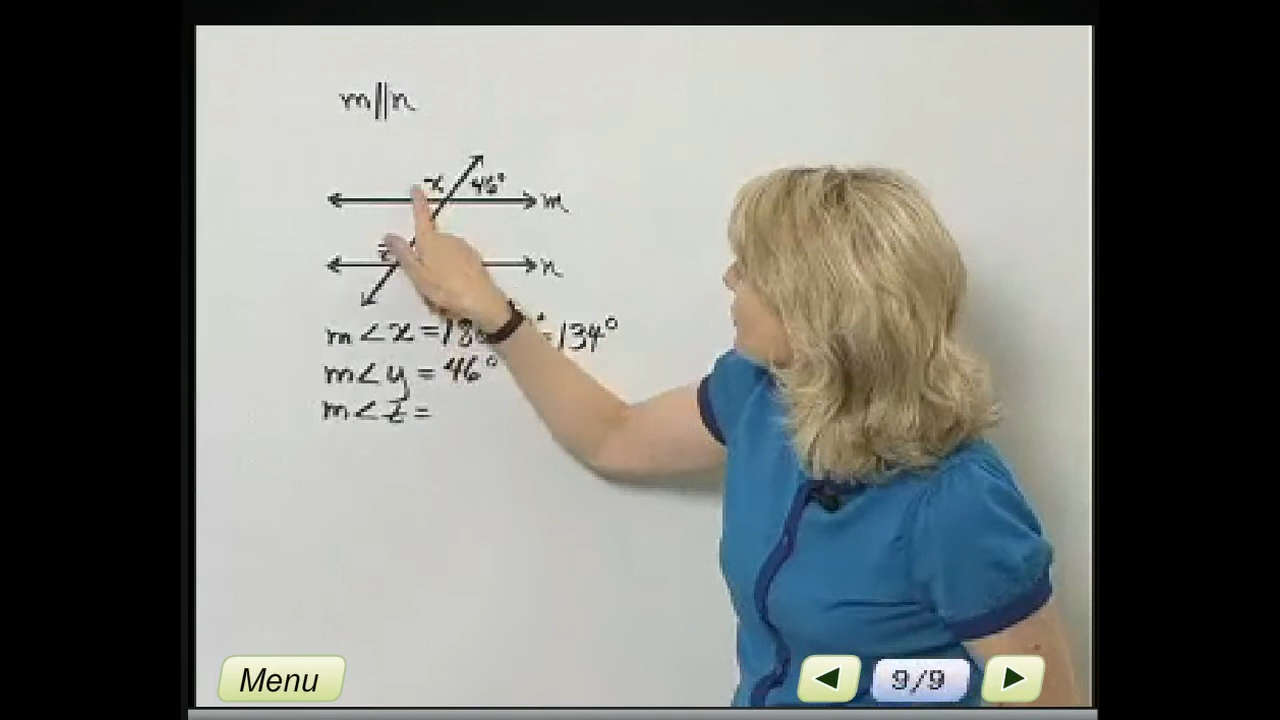 m||n
x 46°
m
z
n
m∠x = 18 ° = 134°
m∠y = 46°
m∠z =
Menu
9/9